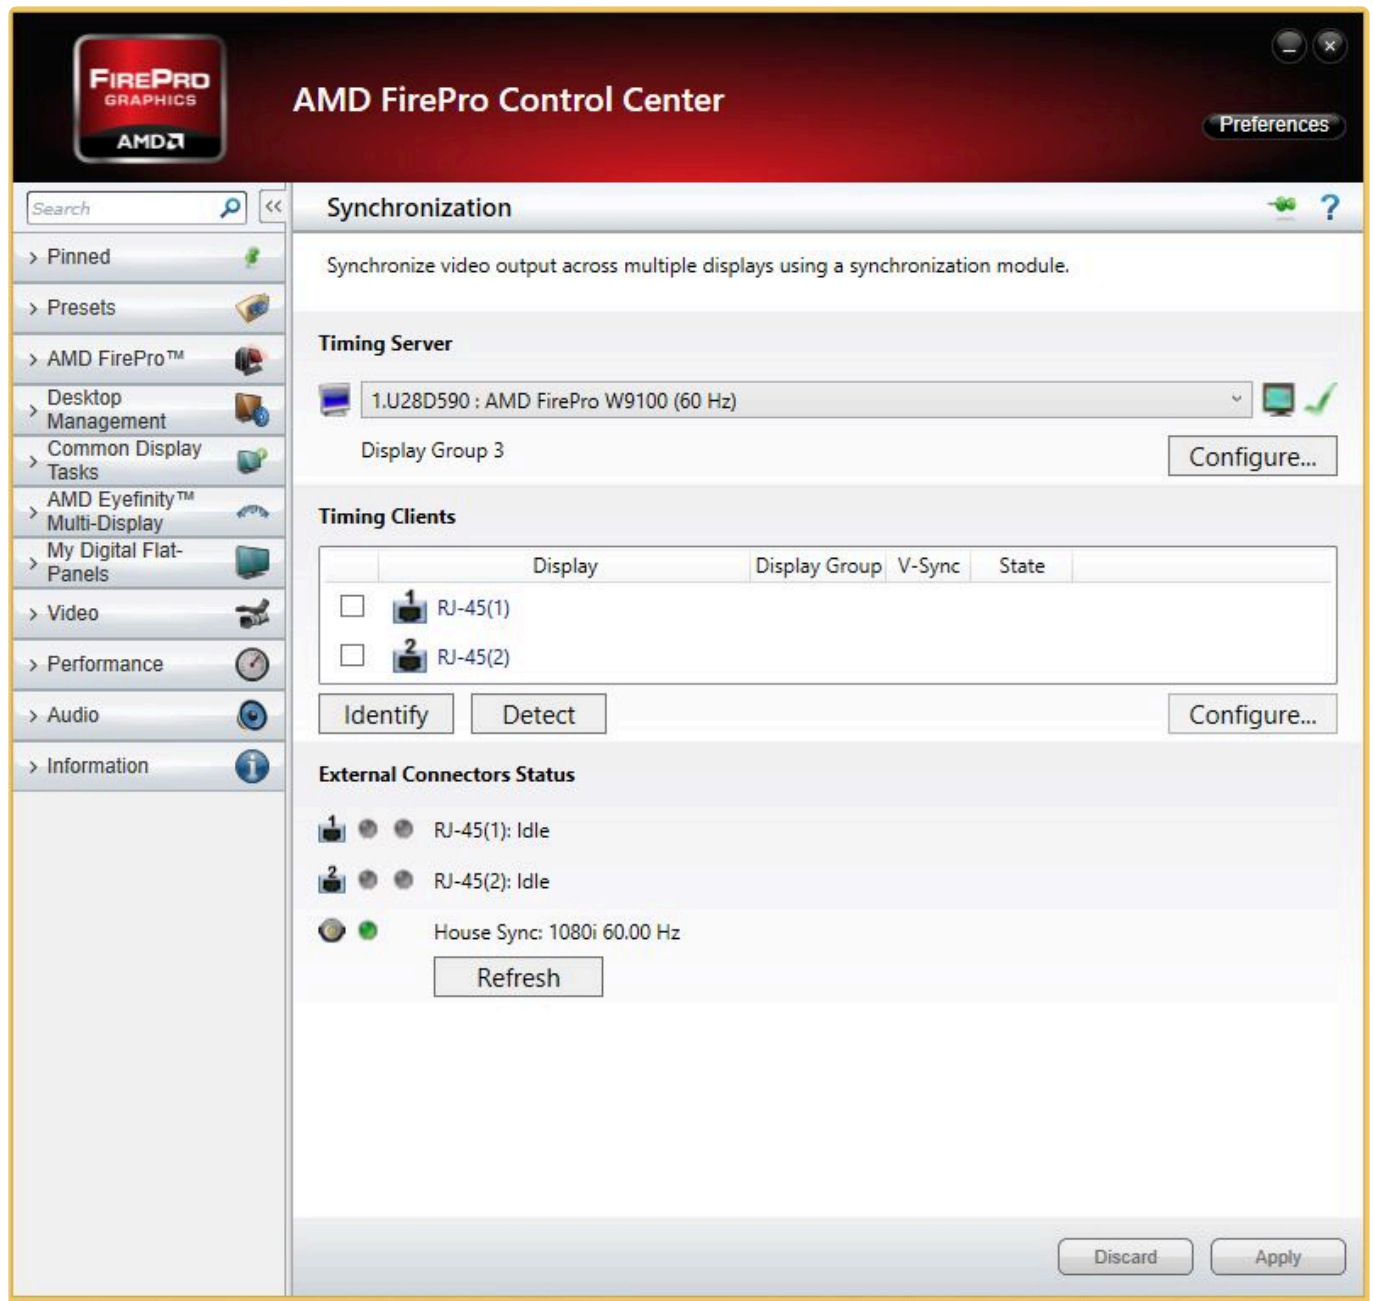 FIREPRO
GRAPHICS
AMD
AMD FirePro Control Center
Preferences
Search
<<
Synchronization
?
> Pinned
> Presets
> AMD FirePro™
> Desktop
Management
> Common Display
Tasks
> AMD Eyefinity™
Multi-Display
> My Digital Flat-
Panels
> Video
> Performance
> Audio
> Information
Synchronize video output across multiple displays using a synchronization module.
Timing Server
1.U28D590 : AMD FirePro W9100 (60 Hz)
Display Group 3
Configure...
Timing Clients
Display Display Group V-Sync State
1 RJ-45(1)
2 RJ-45(2)
Identify Detect Configure...
External Connectors Status
1 RJ-45(1): Idle
2 RJ-45(2): Idle
House Sync: 1080i 60.00 Hz
Refresh
Discard Apply